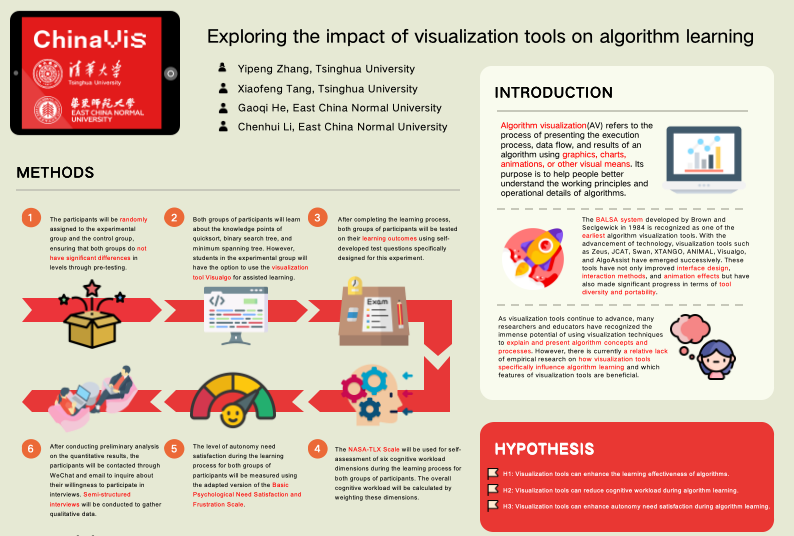 ChinaVis
清华大学
Tsinghua University
華東師範大學
EAST CHINA NORMAL
UNIVERSITY
Exploring the impact of visualization tools on algorithm learning
Yipeng Zhang, Tsinghua University
Xiaofeng Tang, Tsinghua University
Gaoqi He, East China Normal University
Chenhui Li, East China Normal University
METHODS
1
The participants will be randomly
assigned to the experimental
group and the control group,
ensuring that both groups do not
have significant differences in
levels through pre-testing.
2
Both groups of participants will learn
about the knowledge points of
quicksort, binary search tree, and
minimum spanning tree. However,
students in the experimental group will
have the option to use the visualization
tool Visualgo for assisted learning.
3
After completing the learning process,
both groups of participants will be tested
on their learning outcomes using self-
developed test questions specifically
designed for this experiment.
Exam
6
After conducting preliminary analysis
on the quantitative results, the
participants will be contacted through
WeChat and email to inquire about
their willingness to participate in
interviews. Semi-structured
interviews will be conducted to gather
qualitative data.
5
The level of autonomy need
satisfaction during the learning
process for both groups of
participants will be measured using
the adapted version of the Basic
Psychological Need Satisfaction and
Frustration Scale.
4
The NASA-TLX Scale will be used for self-
assessment of six cognitive workload
dimensions during the learning process for
both groups of participants. The overall
cognitive workload will be calculated by
weighting these dimensions.
INTRODUCTION
Algorithm visualization(AV) refers to the
process of presenting the execution
process, data flow, and results of an
algorithm using graphics, charts,
animations, or other visual means. Its
purpose is to help people better
understand the working principles and
operational details of algorithms.
The BALSA system developed by Brown and
Secigewick in 1984 is recognized as one of the
earliest algorithm visualization tools. With the
advancement of technology, visualization tools such
as Zeus, JCAT, Swan, XTANGO, ANIMAL, Visualgo,
and AlgoAssist have emerged successively. These
tools have not only improved interface design,
interaction methods, and animation effects but have
also made significant progress in terms of tool
diversity and portability.
As visualization tools continue to advance, many
researchers and educators have recognized the
immense potential of using visualization techniques
to explain and present algorithm concepts and
processes. However, there is currently a relative lack
of empirical research on how visualization tools
specifically influence algorithm learning and which
features of visualization tools are beneficial.
HYPOTHESIS
H1: Visualization tools can enhance the learning effectiveness of algorithms.
H2: Visualization tools can reduce cognitive workload during algorithm learning.
H3: Visualization tools can enhance autonomy need satisfaction during algorithm learning.